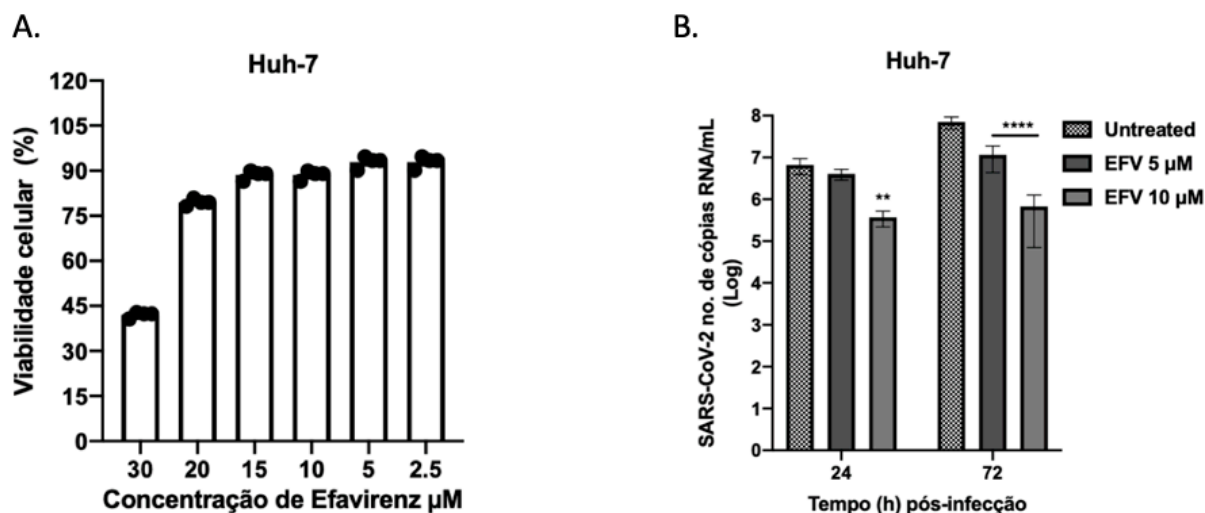 A.
Huh-7
Viabilidade celular (%)
120
105
90
75
60
45
30
15
0
30 20 15 10 5 2.5
Concentração de Efavirenz µM
B.
Huh-7
SARS-CoV-2 no. de cópias RNA/mL
(Log)
8
7
6
5
4
3
2
1
0
**
****
Untreated
EFV 5 µM
EFV 10 µM
24 72
Tempo (h) pós-infecção